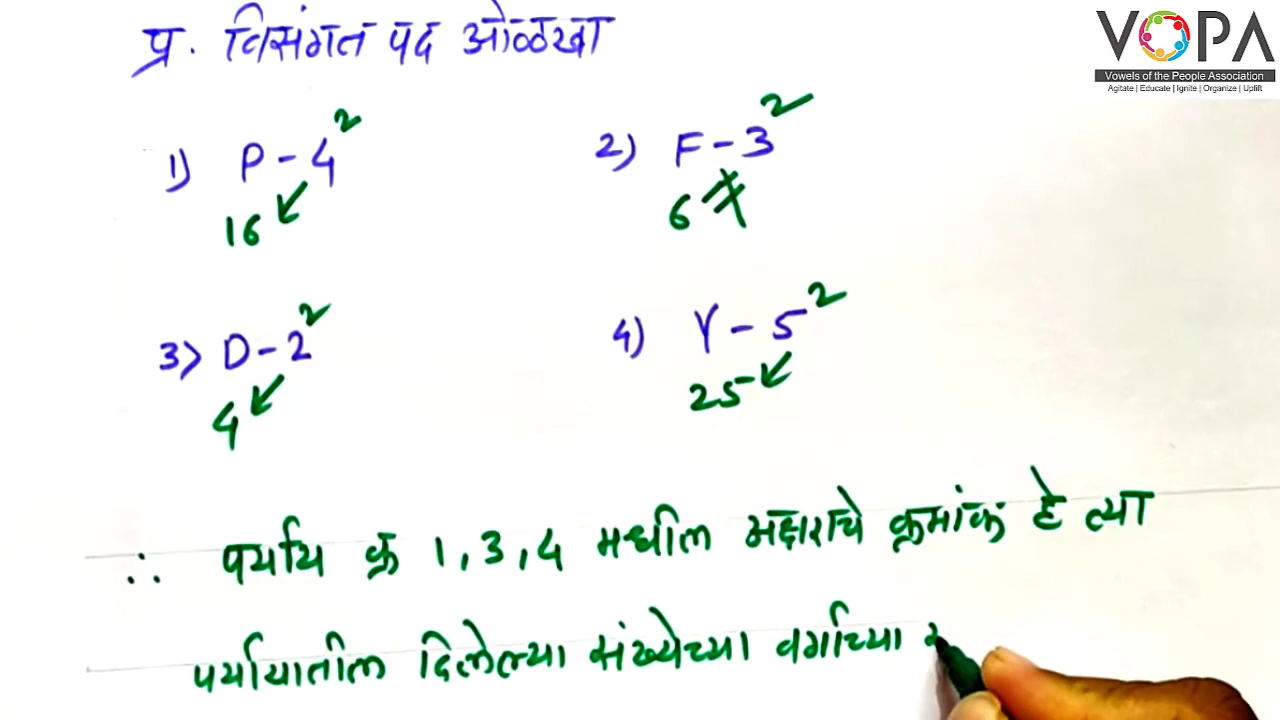 प्र. विसंगत पद ओळखा
VOPA
Vowels of the People Association
Agitate | Educate | Ignite | Organize | Uplift
1) P - 4²
16
2) F - 3²
6
3) D - 2²
4
4) Y - 5²
25
∴ पर्याय क्र 1, 3, 4 मधील अक्षराचे क्रमांक हे त्या
पर्यायातील दिलेल्या संख्येच्या वर्गाच्या